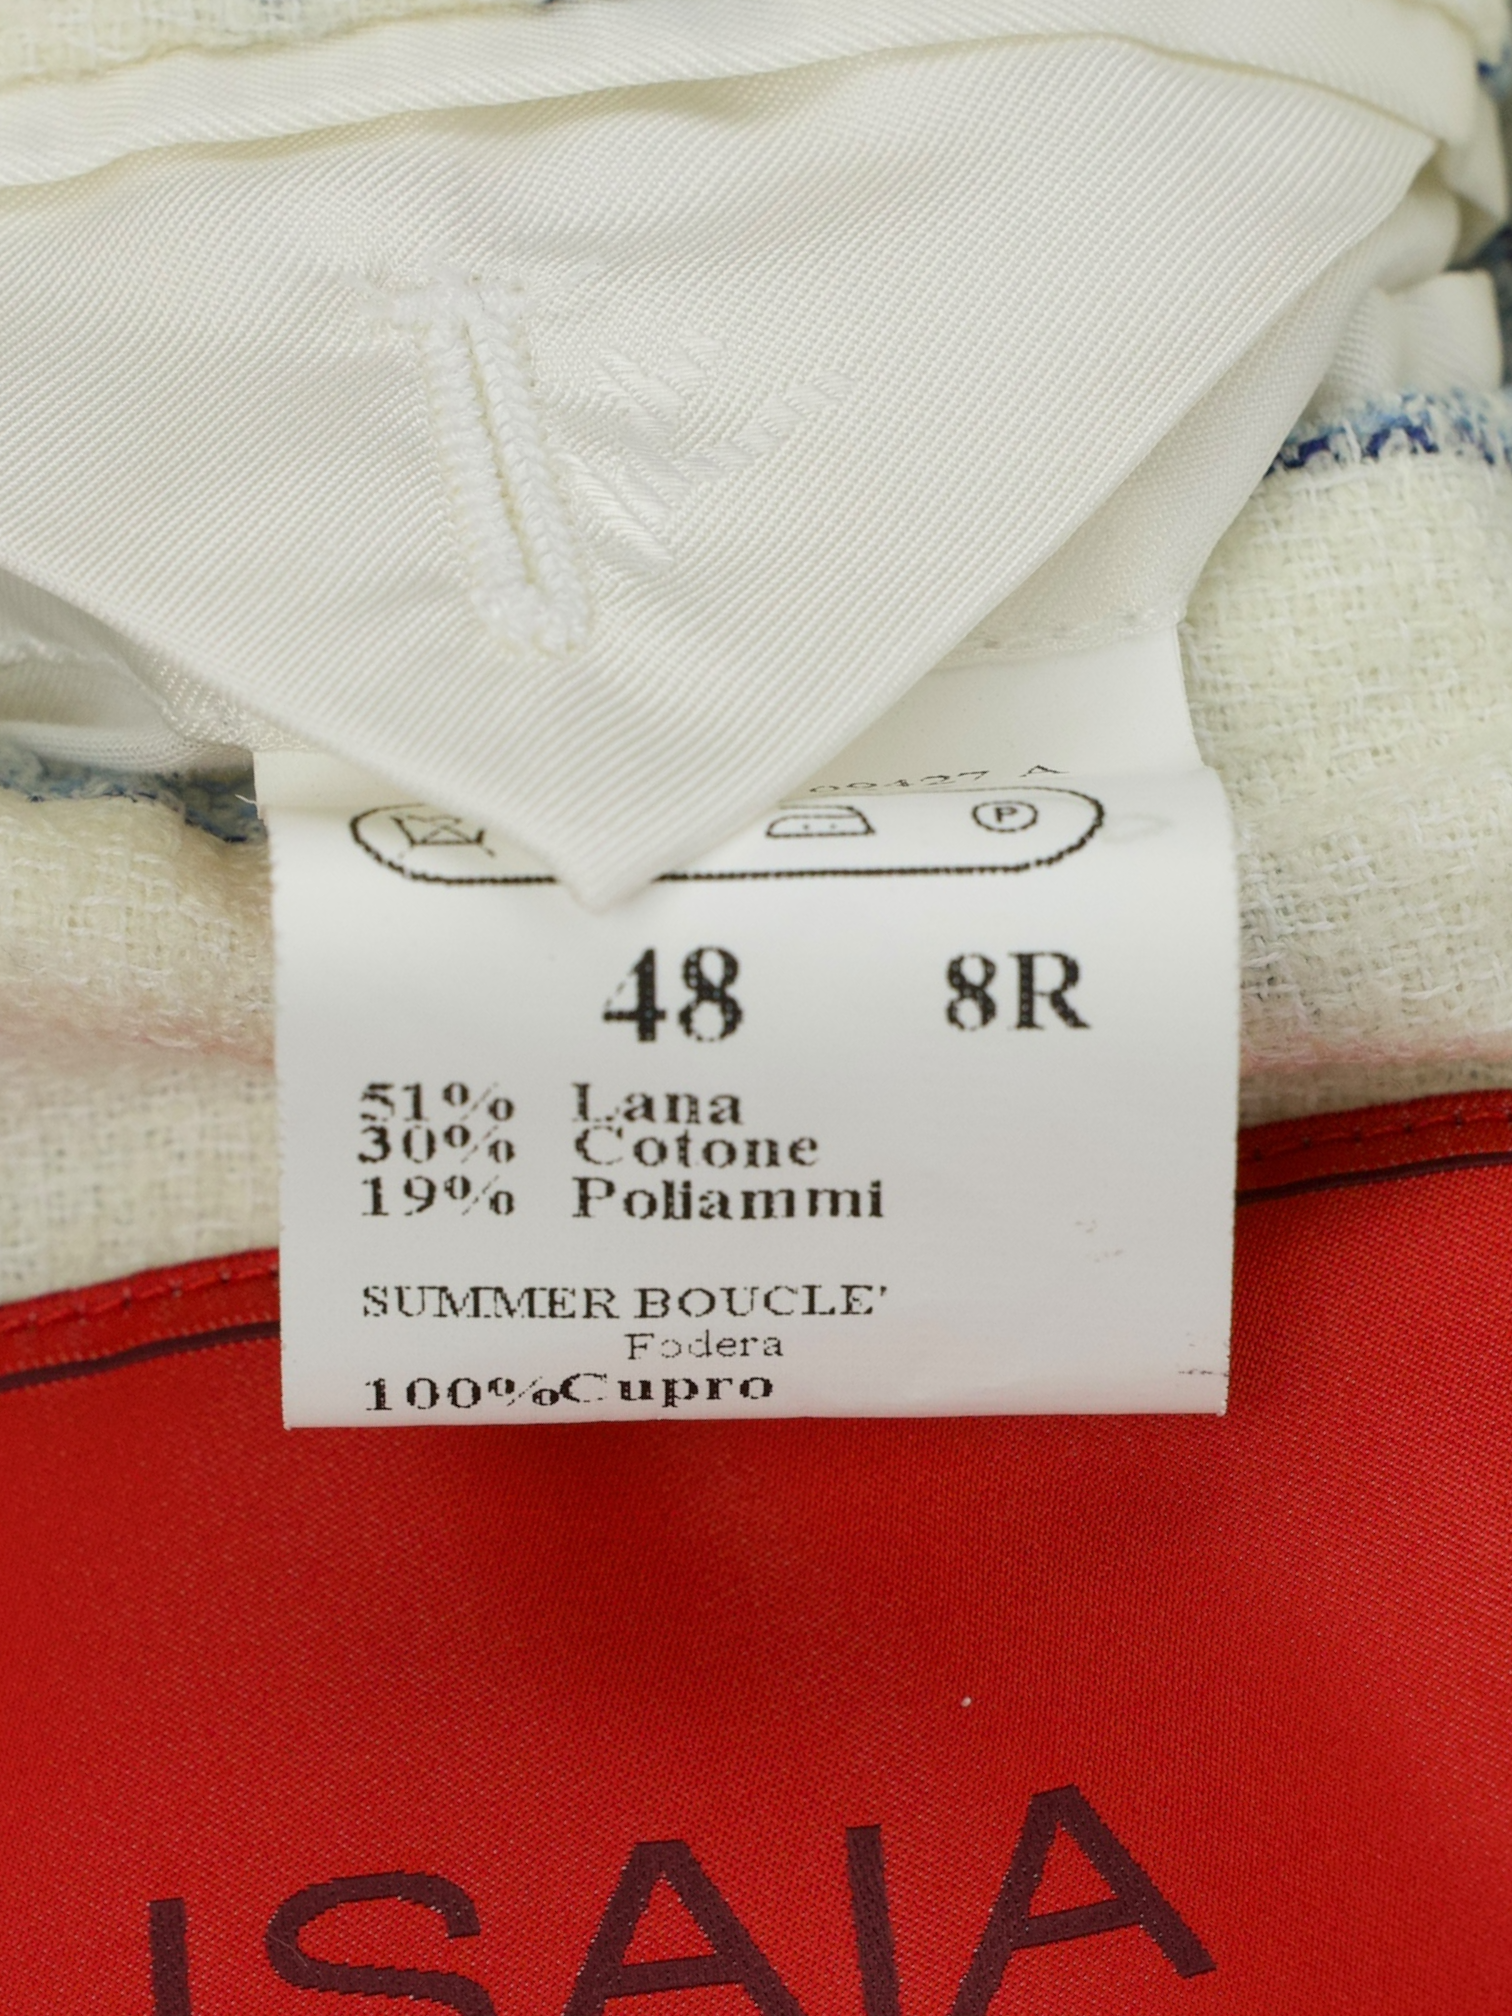 P
48 8R
51% Lana
30% Cotone
19% Poliammi
SUMMER BOUCLE'
Fodera
100%Cupro
ISAIA